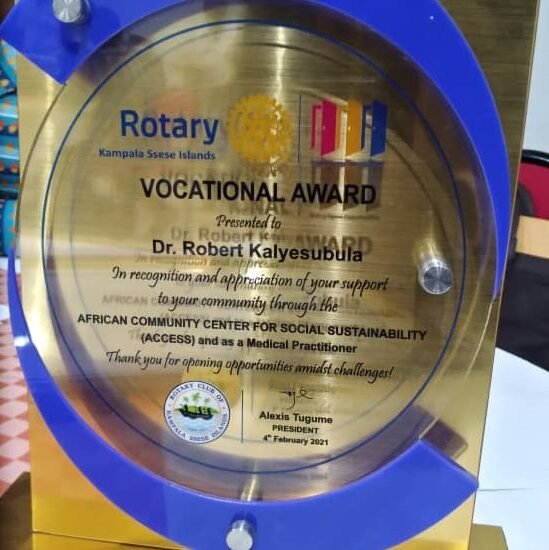 Rotary
Kampala Ssese Islands
VOCATIONAL AWARD
Presented to
Dr. Robert Kalyesubula
In recognition and appreciation of your support
to your community through the
AFRICAN COMMUNITY CENTER FOR SOCIAL SUSTAINABILITY
(ACCESS) and as a Medical Practitioner
Thank you for opening opportunities amidst challenges!
ROTARY CLUB OF
KAMPALA SSESE ISLANDS
Alexis Tugume
PRESIDENT
4th February 2021